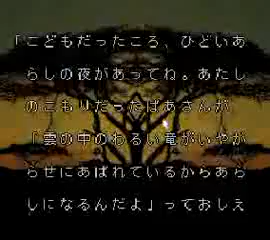 「こどもだったころ、ひどいあ
らしの夜があってね。あたし
のこもりだったばあさんが
「雲の中のわるい竜がいやが
らせにあばれているからあら
しになるんだよ」っておしえ